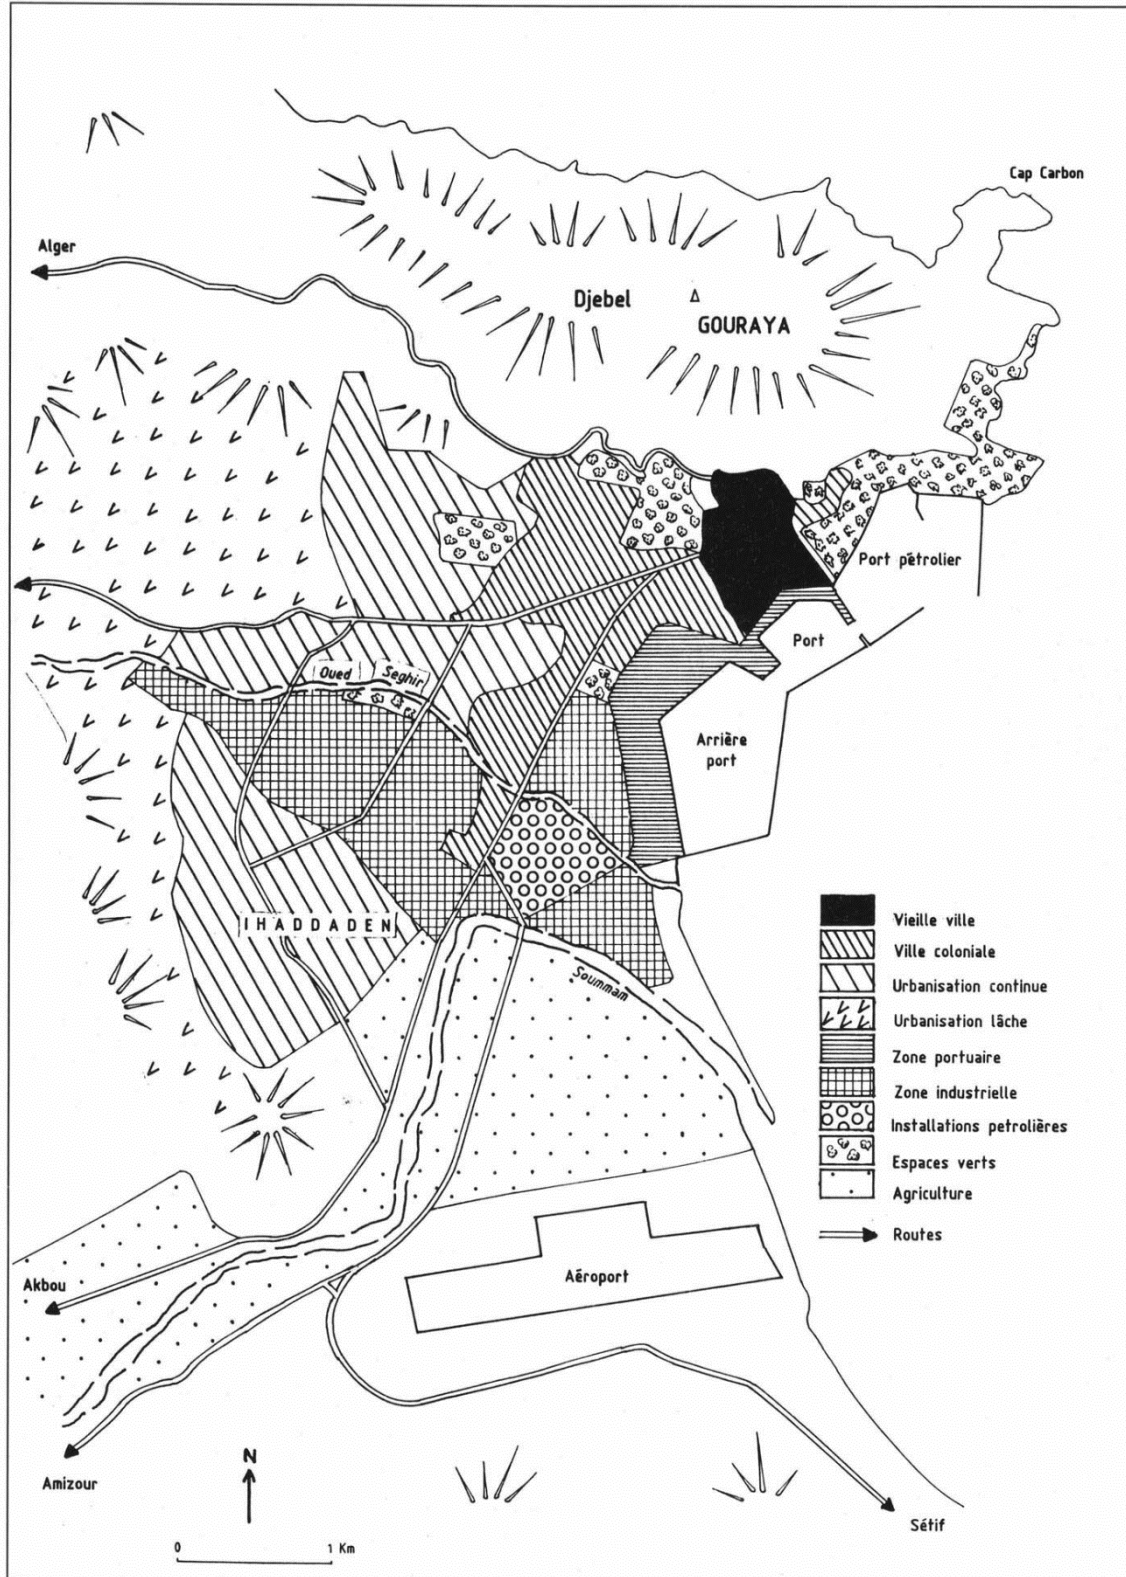 Cap Carbon
Alger
Djebel
GOURAYA
Port pétrolier
Port
Oued Seghir
Arrière
port
IHADDADEN
Soummam
Vieille ville
Ville coloniale
Urbanisation continue
Urbanisation lâche
Zone portuaire
Zone industrielle
Installations petrolières
Espaces verts
Agriculture
Routes
Aéroport
Akbou
Amizour
N
0 1 Km
Sétif